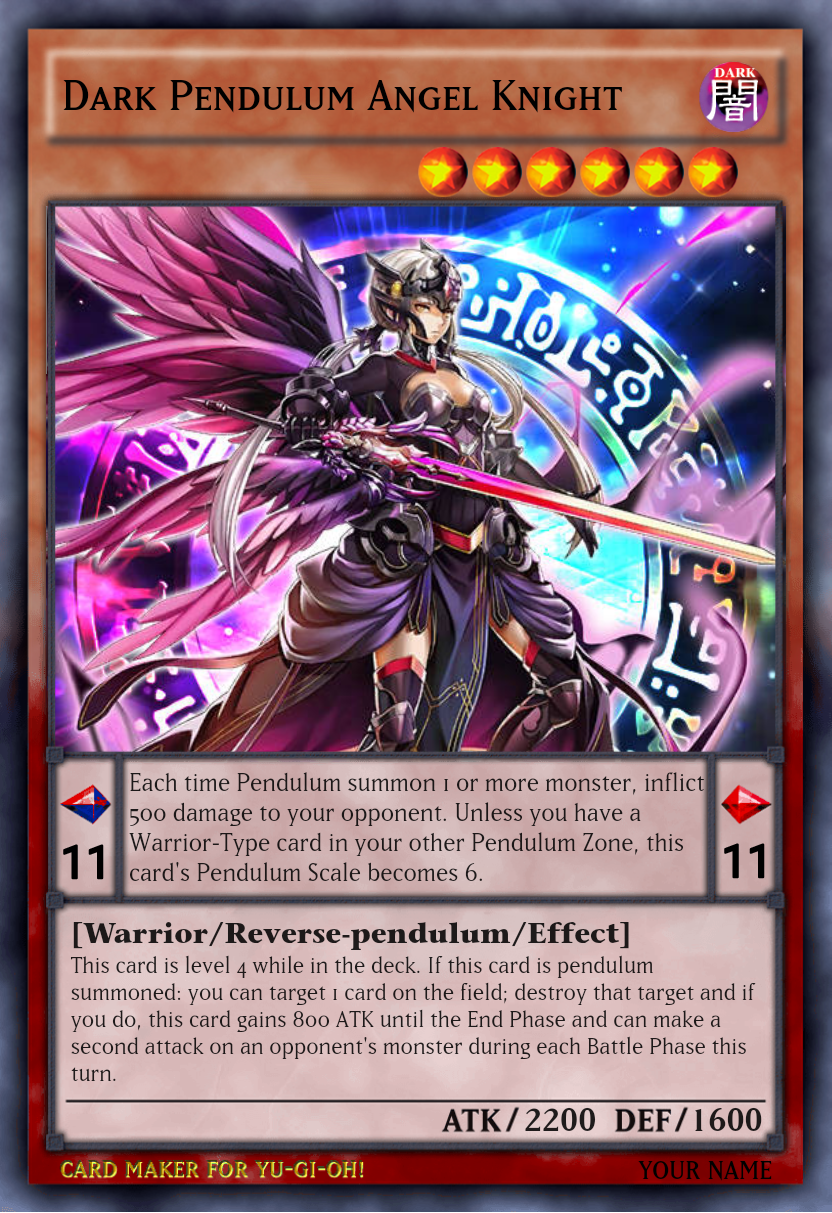 Dark Pendulum Angel Knight
DARK
闇
Each time Pendulum summon 1 or more monster, inflict
500 damage to your opponent. Unless you have a
Warrior-Type card in your other Pendulum Zone, this
card's Pendulum Scale becomes 6.
11
11
[Warrior/Reverse-pendulum/Effect]
This card is level 4 while in the deck. If this card is pendulum
summoned: you can target 1 card on the field; destroy that target and if
you do, this card gains 800 ATK until the End Phase and can make a
second attack on an opponent's monster during each Battle Phase this
turn.
ATK/2200 DEF/1600
CARD MAKER FOR YU-GI-OH!
YOUR NAME